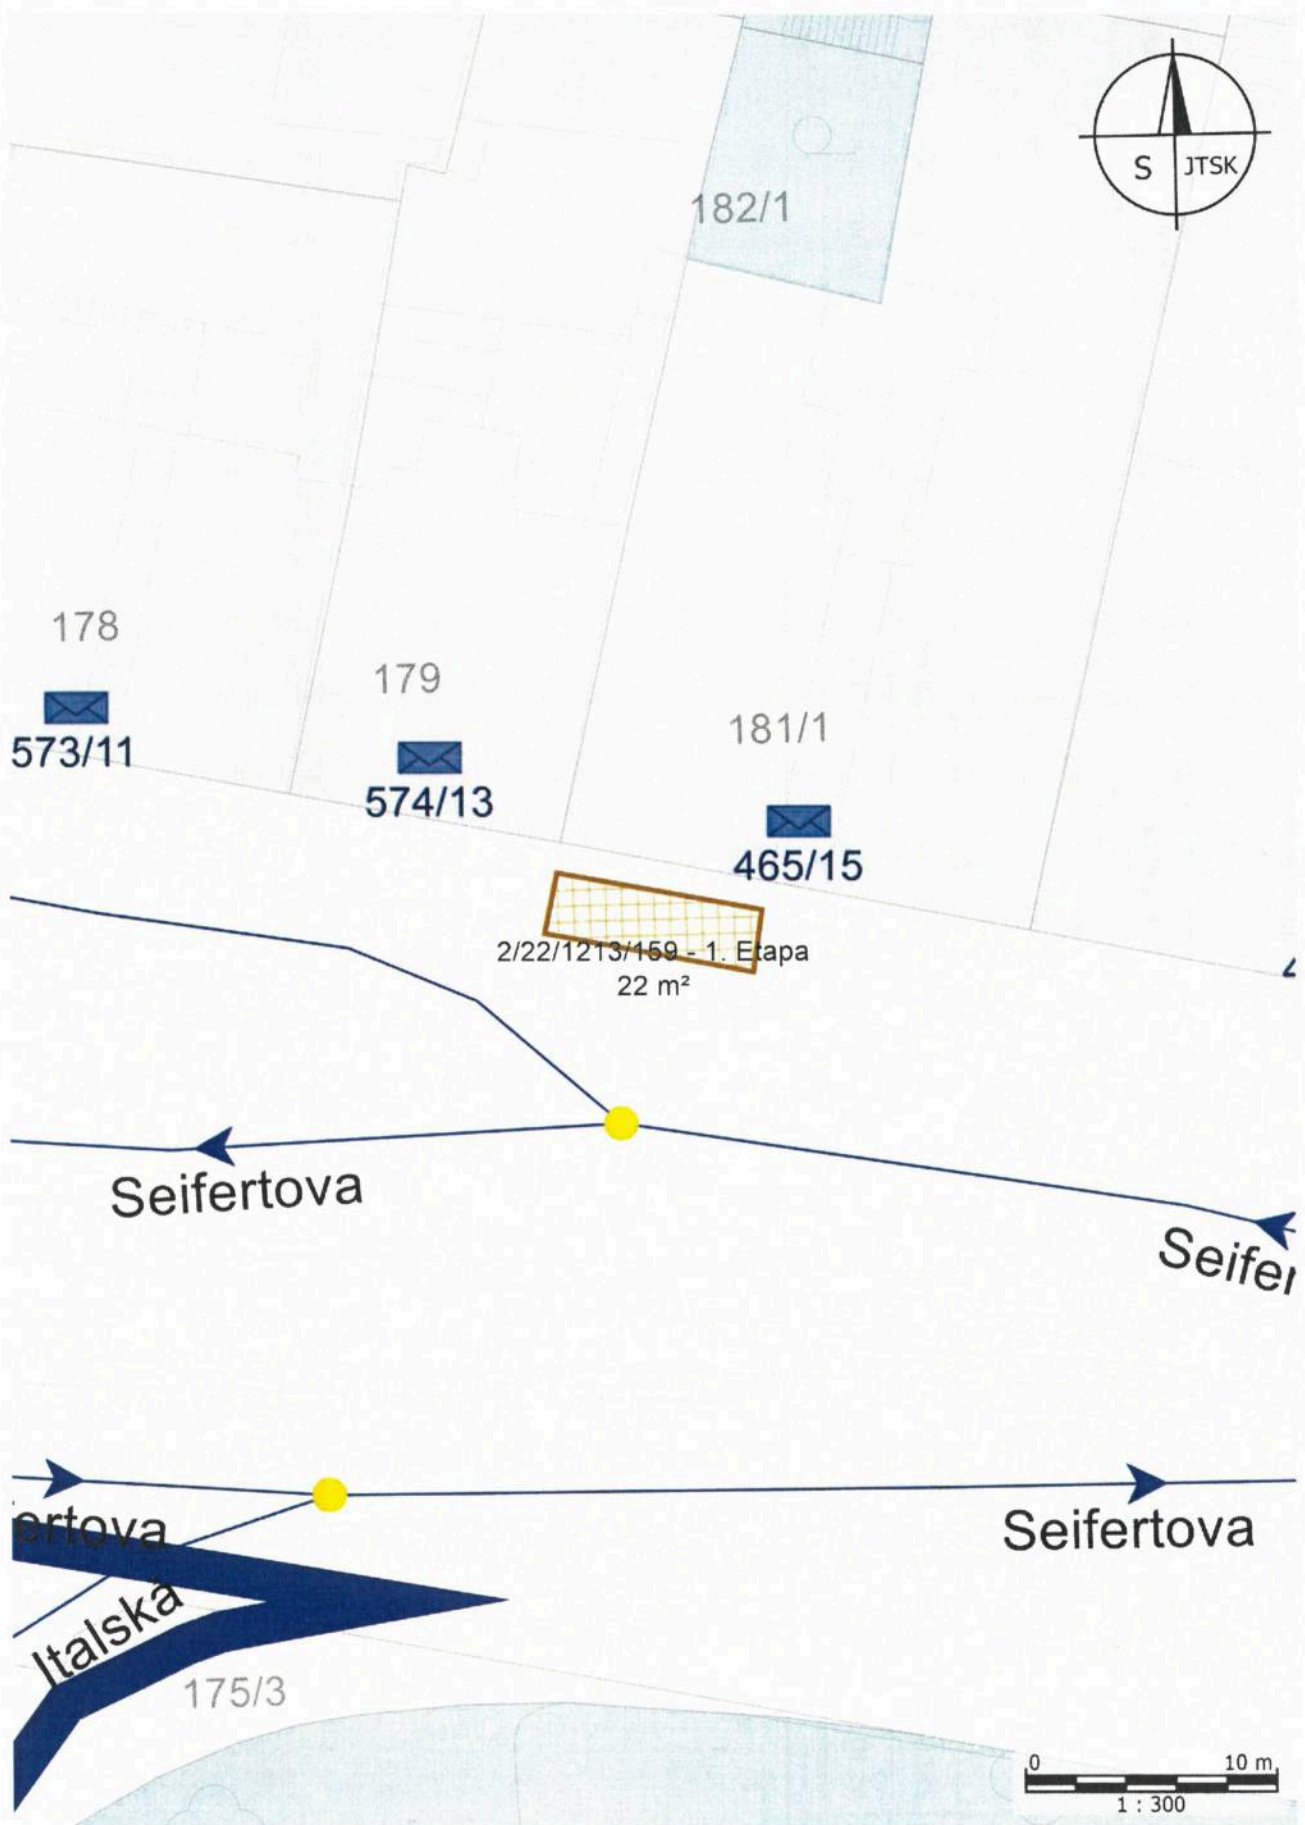 S JTSK
182/1
178
179
181/1
573/11
574/13
465/15
2/22/1213/159 - 1. Etapa
22 m²
Seifertova
Seifer
ertova
Seifertova
Italská
175/3
0 10 m
1 : 300